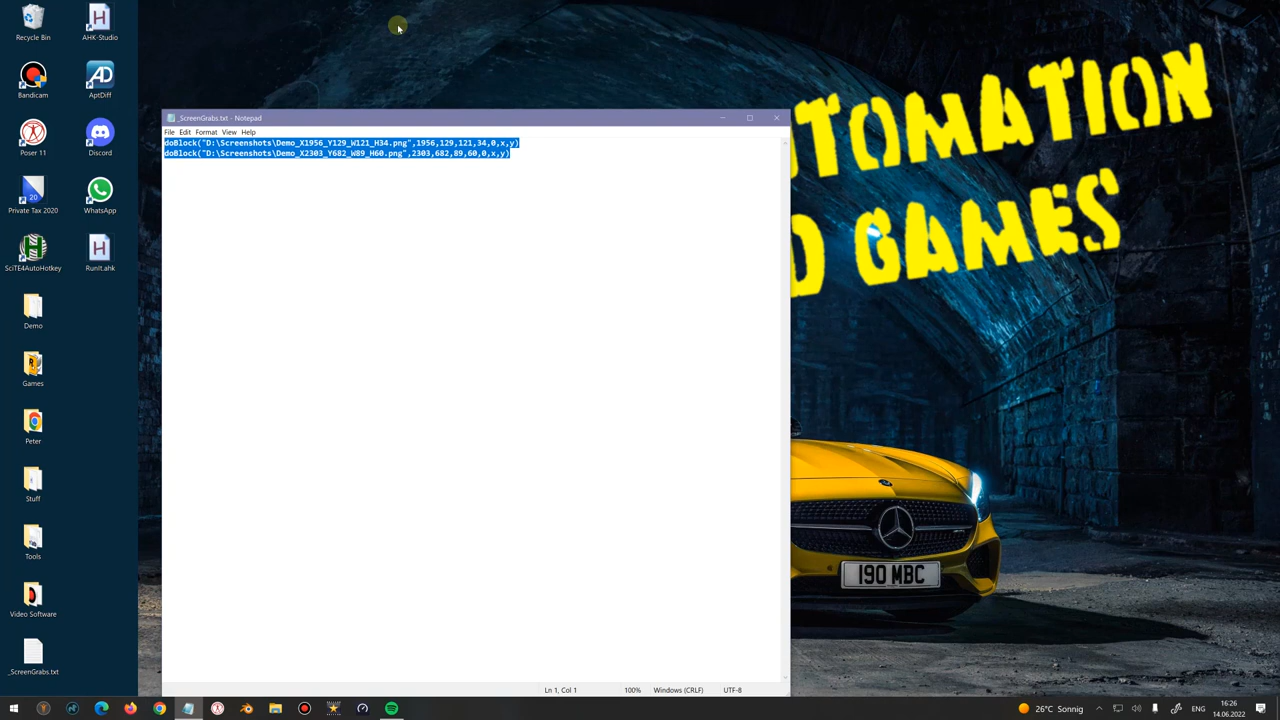 Recycle Bin
AHK-Studio
Bandicam
AptDiff
Poser 11
Discord
20
Private Tax 2020
WhatsApp
SciTE4AutoHotkey
RunIt.ahk
Demo
Games
Peter
Stuff
Tools
Video Software
_ScreenGrabs.txt
_ScreenGrabs.txt - Notepad
File Edit Format View Help
doBlock("D:\Screenshots\Demo_X1956_Y129_W121_H34.png",1956,129,121,34,0,x,y)
doBlock("D:\Screenshots\Demo_X2303_Y682_W89_H60.png",2303,682,89,60,0,x,y)
Ln 1, Col 1
100%
Windows (CRLF)
UTF-8
UTOMATION
GAMES
190 MBC
26°C Sonnig
ENG
16:26
14.06.2022